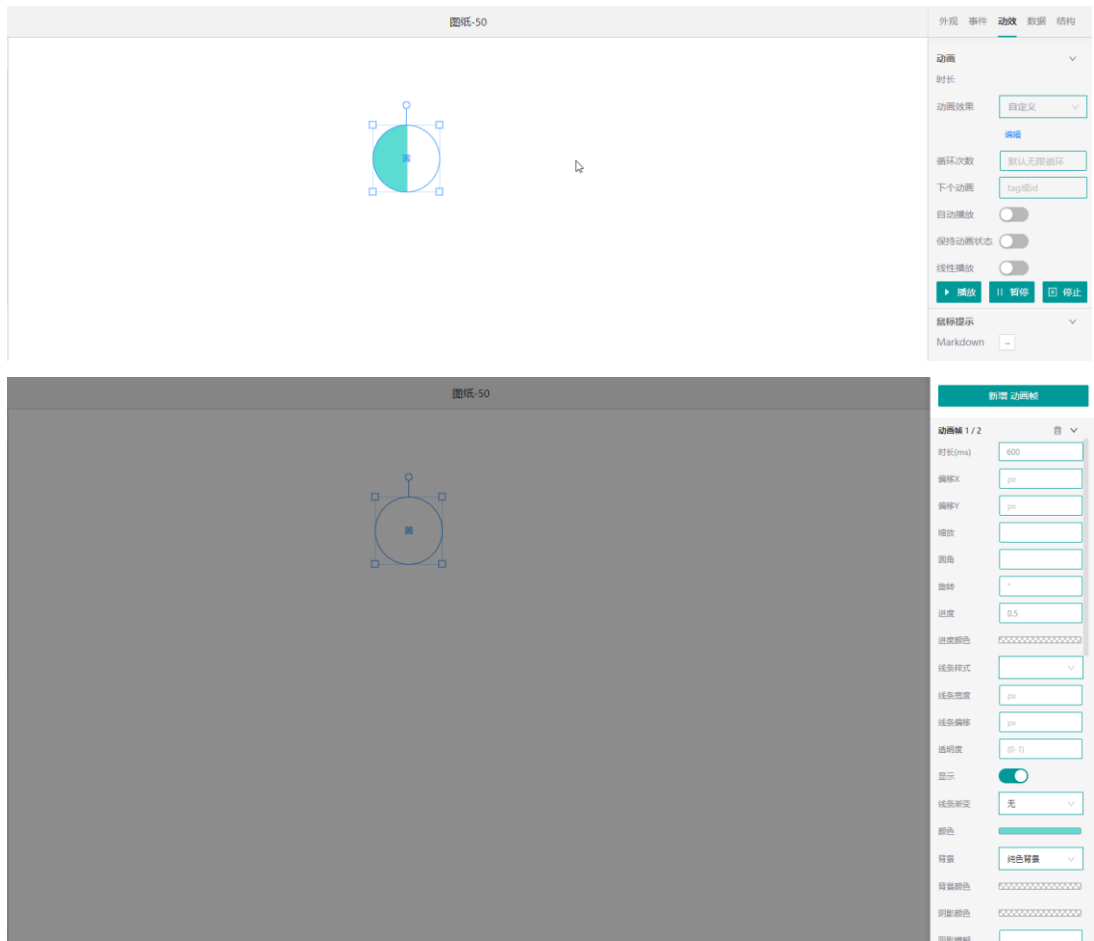 图纸-50
外观 事件 动效 数据 结构
动画
时长
动画效果 自定义
编辑
循环次数 默认无限循环
下个动画 tag或id
自动播放
保持动画状态
线性播放
播放 暂停 停止
鼠标提示
Markdown ...
圆
图纸-50
新增 动画帧
动画帧 1 / 2
时长(ms) 600
偏移X px
偏移Y px
缩放
圆角
旋转 °
进度 0.5
进度颜色
线条样式
线条宽度 px
线条偏移 px
透明度 (0-1)
显示
线条渐变 无
颜色
背景 纯色背景
背景颜色
阴影颜色
阴影模糊
圆